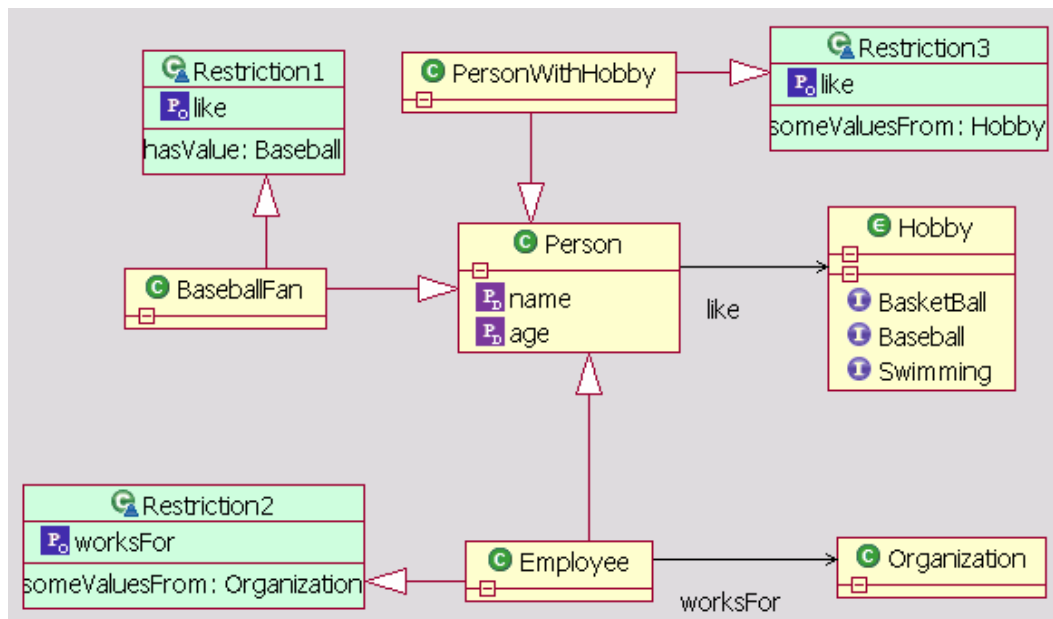 Restriction1
like
hasValue: Baseball
PersonWithHobby
Restriction3
like
someValuesFrom: Hobby
BaseballFan
Person
name
age
like
Hobby
BasketBall
Baseball
Swimming
Restriction2
worksFor
someValuesFrom: Organization
Employee
worksFor
Organization